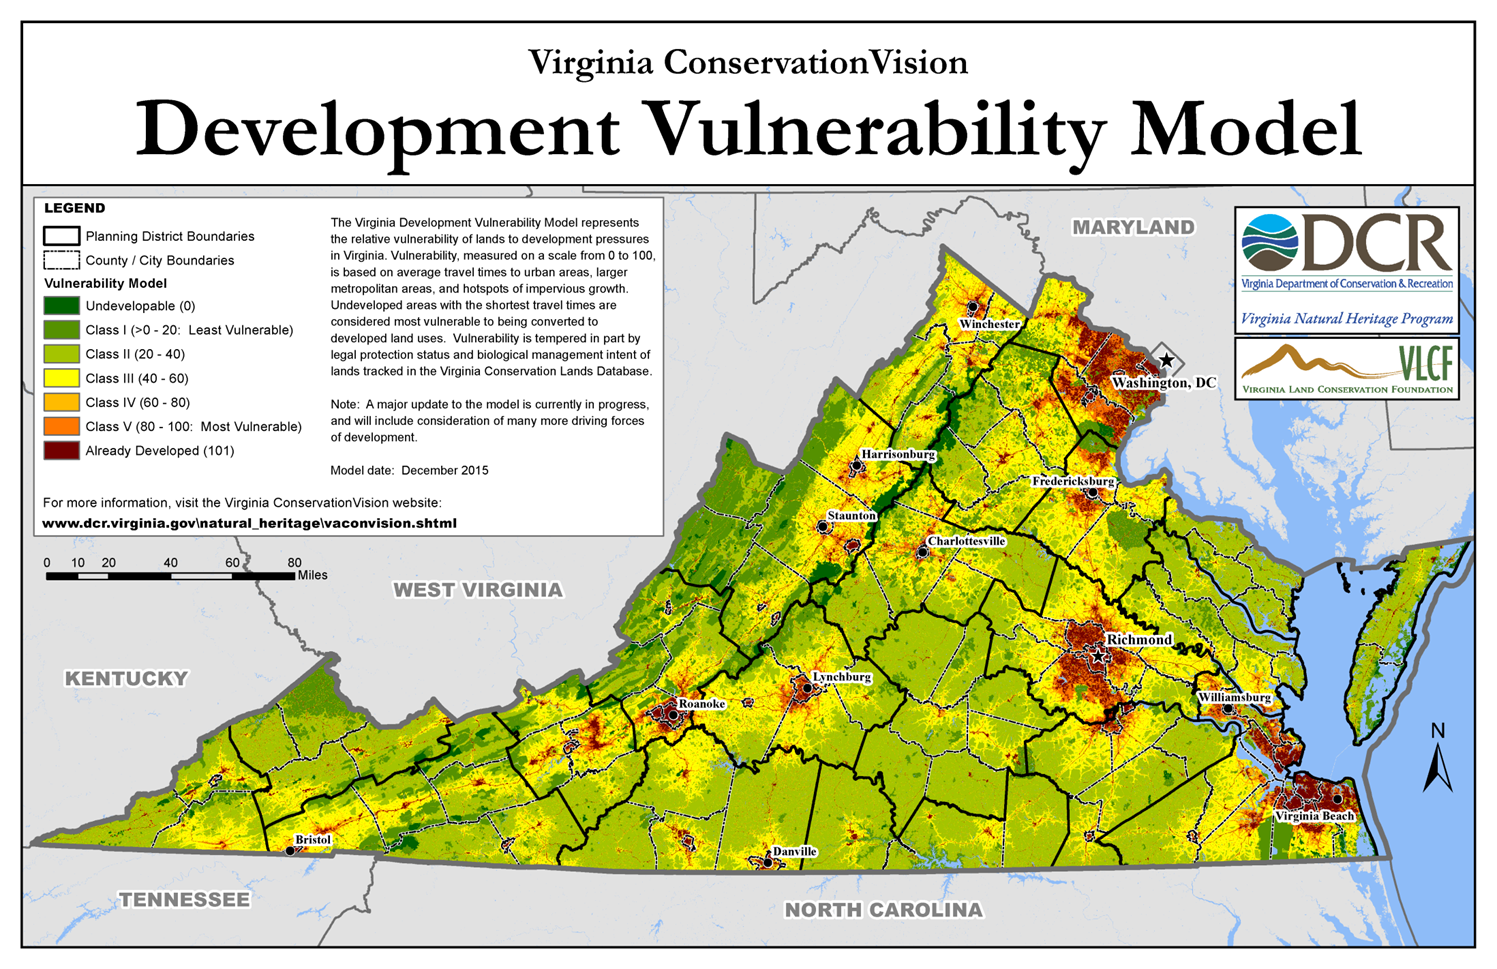 Virginia ConservationVision
Development Vulnerability Model
LEGEND
Planning District Boundaries
County / City Boundaries
Vulnerability Model
Undevelopable (0)
Class I (>0 - 20:  Least Vulnerable)
Class II (20 - 40)
Class III (40 - 60)
Class IV (60 - 80)
Class V (80 - 100:  Most Vulnerable)
Already Developed (101)
The Virginia Development Vulnerability Model represents
the relative vulnerability of lands to development pressures
in Virginia. Vulnerability, measured on a scale from 0 to 100,
is based on average travel times to urban areas, larger
metropolitan areas, and hotspots of impervious growth.
Undeveloped areas with the shortest travel times are
considered most vulnerable to being converted to
developed land uses.  Vulnerability is tempered in part by
legal protection status and biological management intent of
lands tracked in the Virginia Conservation Lands Database.
Note:  A major update to the model is currently in progress,
and will include consideration of many more driving forces
of development.
Model date:  December 2015
For more information, visit the Virginia ConservationVision website:
www.dcr.virginia.gov\natural_heritage\vaconvision.shtml
0 10 20 40 60 80
Miles
MARYLAND
DCR
Virginia Department of Conservation & Recreation
Virginia Natural Heritage Program
VLCF
VIRGINIA LAND CONSERVATION FOUNDATION
Winchester
Washington, DC
Harrisonburg
Fredericksburg
Staunton
Charlottesville
WEST VIRGINIA
Richmond
KENTUCKY
Lynchburg
Williamsburg
Roanoke
N
Virginia Beach
Bristol
Danville
TENNESSEE
NORTH CAROLINA